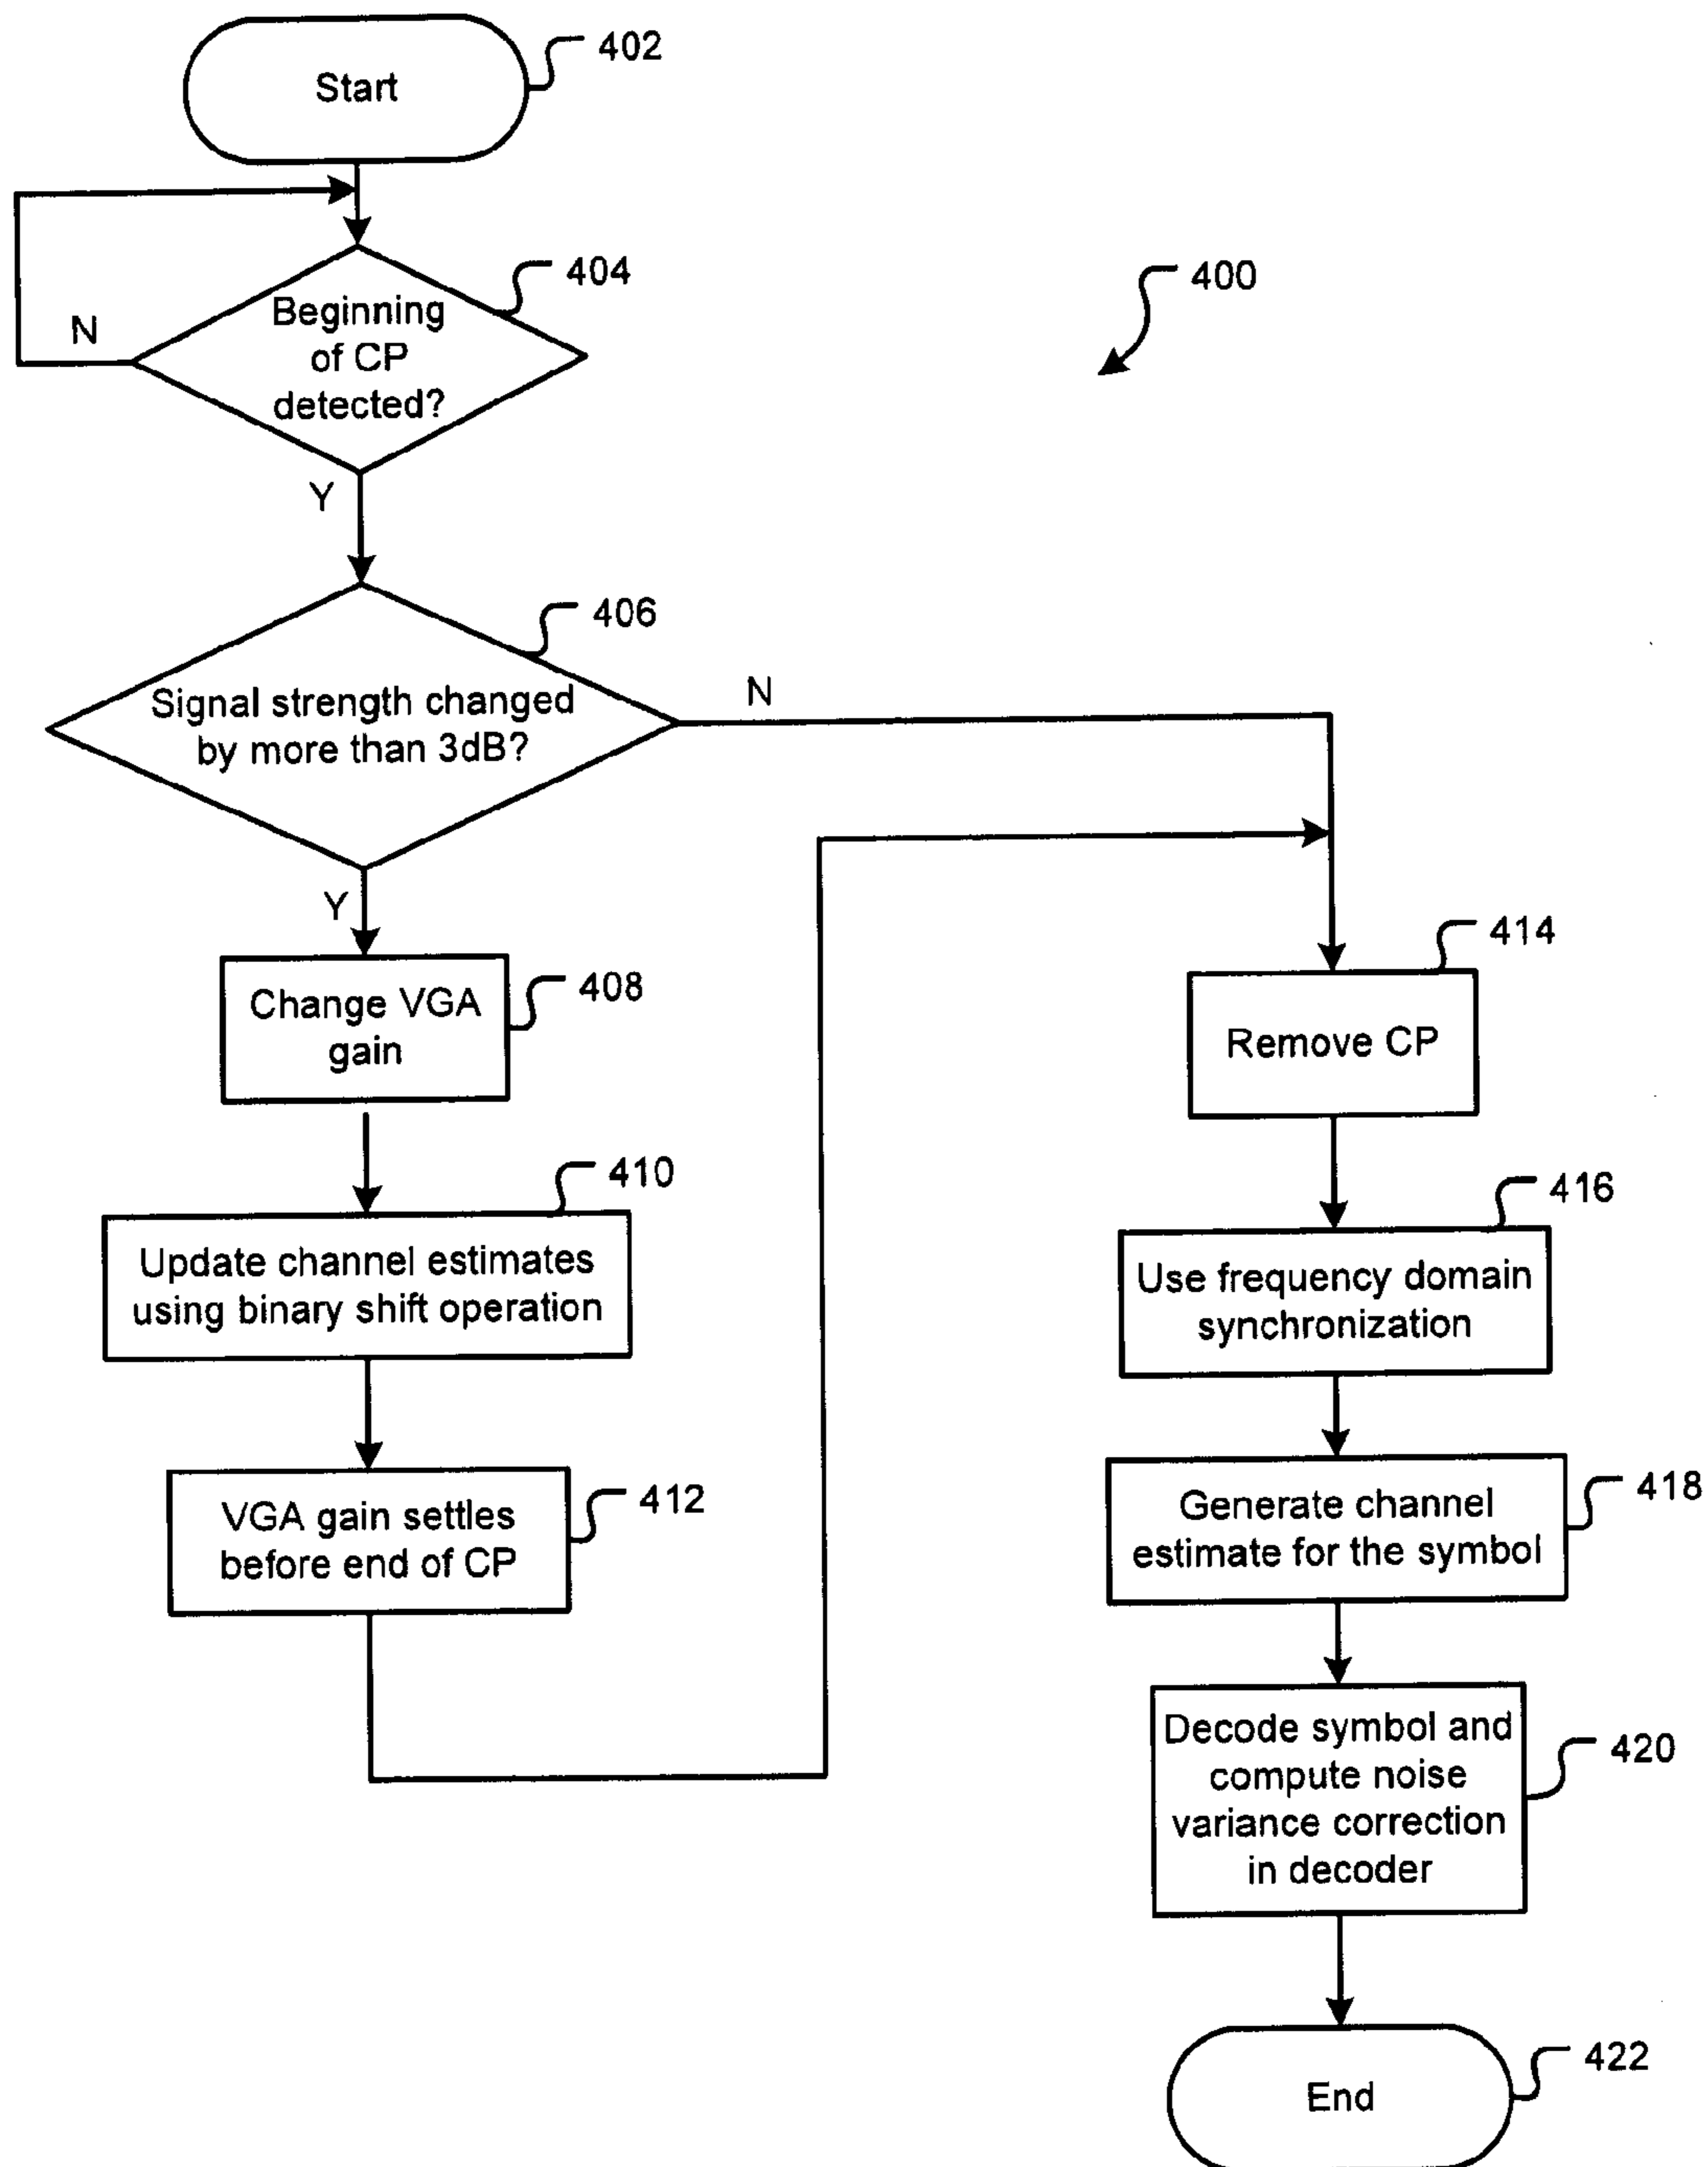 Start
402
404
Beginning
of CP
detected?
N
Y
400
406
Signal strength changed
by more than 3dB?
N
Y
408
Change VGA
gain
410
Update channel estimates
using binary shift operation
412
VGA gain settles
before end of CP
414
Remove CP
416
Use frequency domain
synchronization
418
Generate channel
estimate for the symbol
420
Decode symbol and
compute noise
variance correction
in decoder
422
End